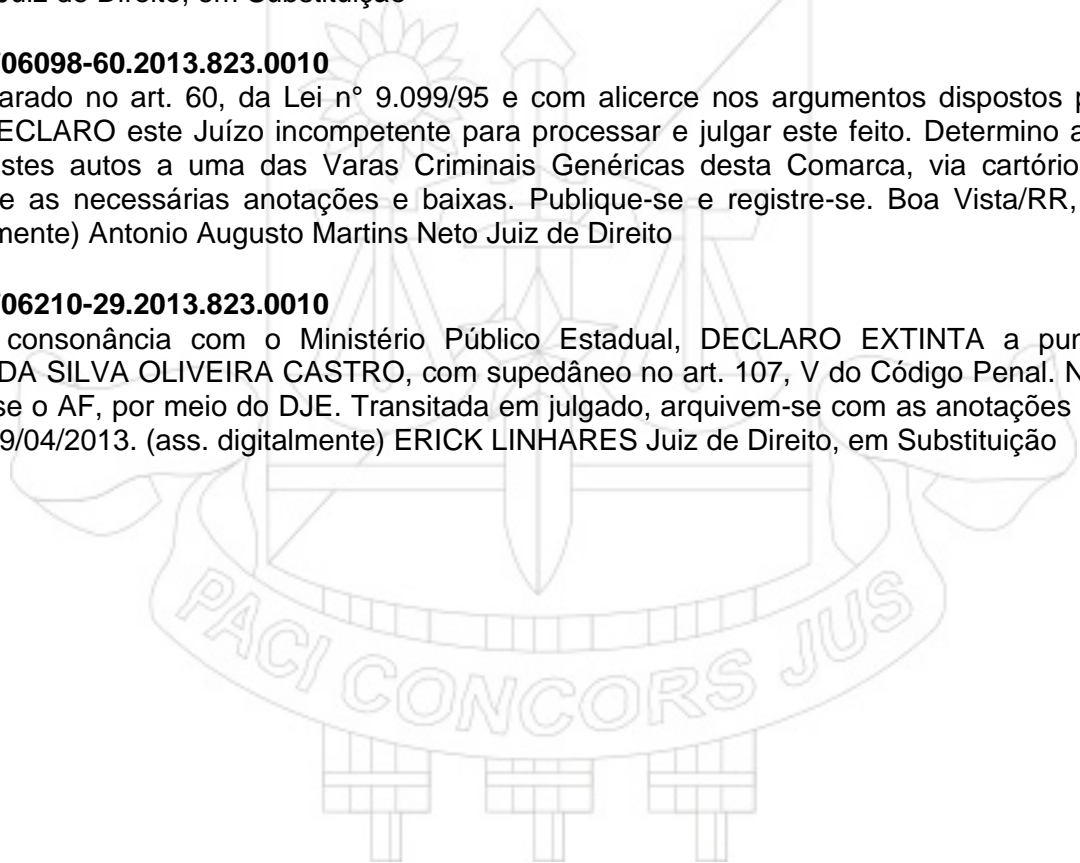 Juiz de Direito, em Substituição
06098-60.2013.823.0010
arado no art. 60, da Lei n° 9.099/95 e com alicerce nos argumentos dispostos p
ECLARO este Juízo incompetente para processar e julgar este feito. Determino a
stes autos a uma das Varas Criminais Genéricas desta Comarca, via cartório
e as necessárias anotações e baixas. Publique-se e registre-se. Boa Vista/RR,
mente) Antonio Augusto Martins Neto Juiz de Direito
06210-29.2013.823.0010
consonância com o Ministério Público Estadual, DECLARO EXTINTA a pun
DA SILVA OLIVEIRA CASTRO, com supedâneo no art. 107, V do Código Penal. N
se o AF, por meio do DJE. Transitada em julgado, arquivem-se com as anotações
9/04/2013. (ass. digitalmente) ERICK LINHARES Juiz de Direito, em Substituição
PACI CONCORS JUS